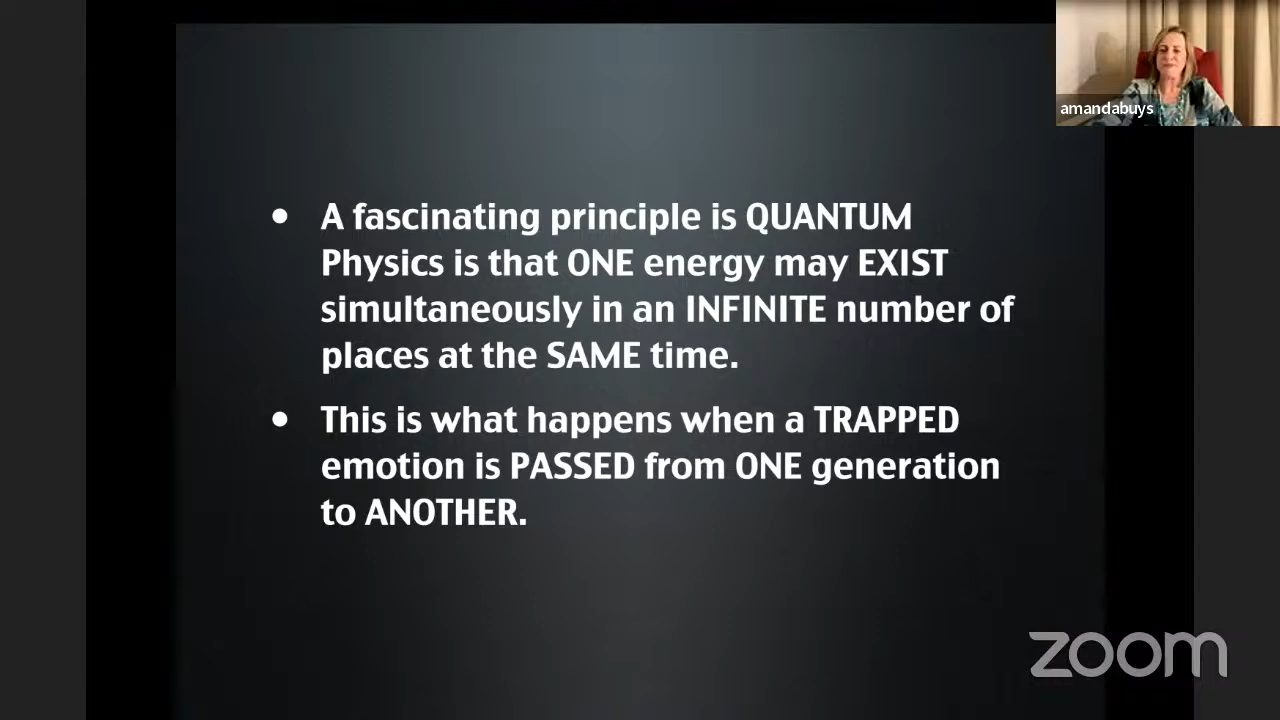 amandabuys
• A fascinating principle is QUANTUM
Physics is that ONE energy may EXIST
simultaneously in an INFINITE number of
places at the SAME time.
• This is what happens when a TRAPPED
emotion is PASSED from ONE generation
to ANOTHER.
zoom